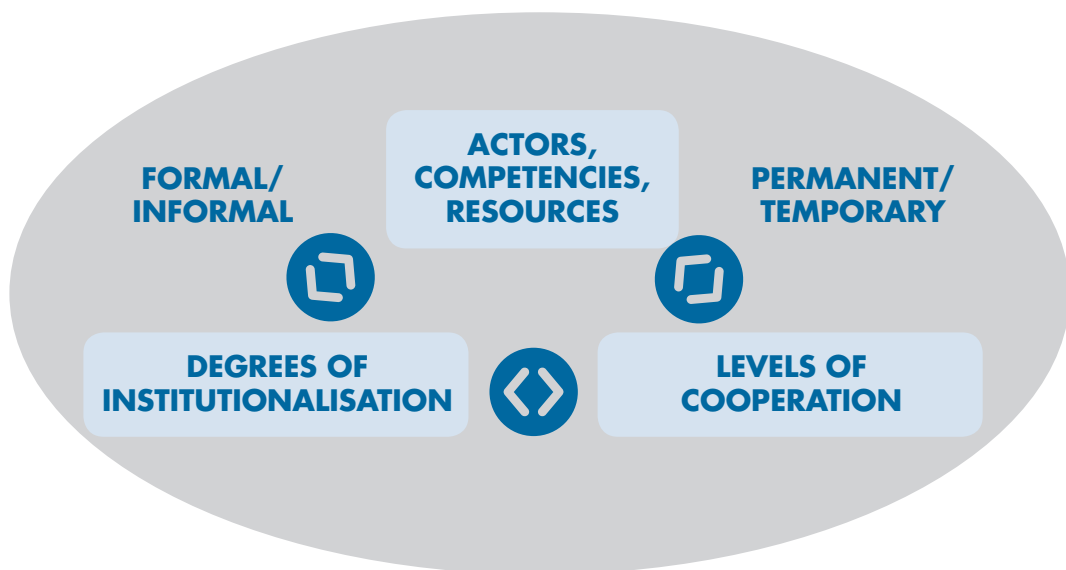 FORMAL/
INFORMAL
ACTORS,
COMPETENCIES,
RESOURCES
PERMANENT/
TEMPORARY
DEGREES OF
INSTITUTIONALISATION
LEVELS OF
COOPERATION